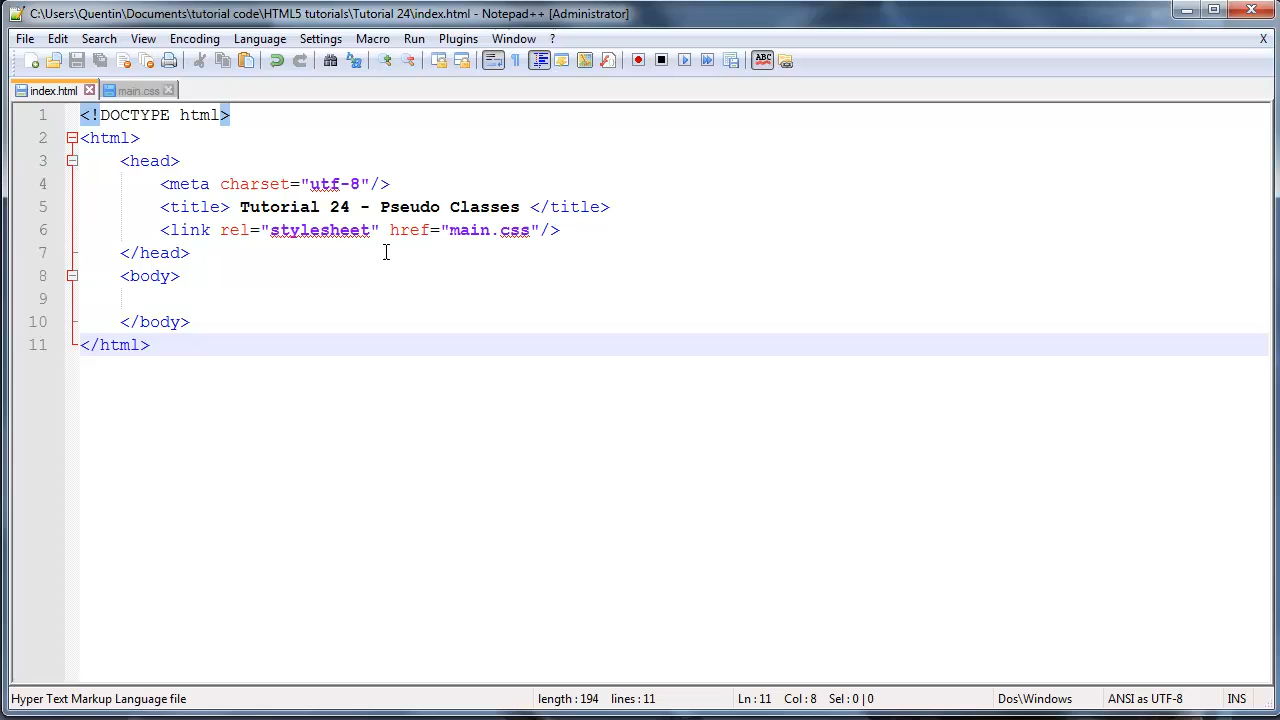 C:\Users\Quentin\Documents\tutorial code\HTML5 tutorials\Tutorial 24\index.html - Notepad++ [Administrator]
File Edit Search View Encoding Language Settings Macro Run Plugins Window ? X
ABC
index.html main.css
1 <!DOCTYPE html>
2 <html>
3 <head>
4 <meta charset="utf-8"/>
5 <title> Tutorial 24 - Pseudo Classes </title>
6 <link rel="stylesheet" href="main.css"/>
7 </head>
8 <body>
9
10 </body>
11 </html>
Hyper Text Markup Language file length : 194 lines : 11 Ln : 11 Col : 8 Sel : 0 | 0 Dos\Windows ANSI as UTF-8 INS